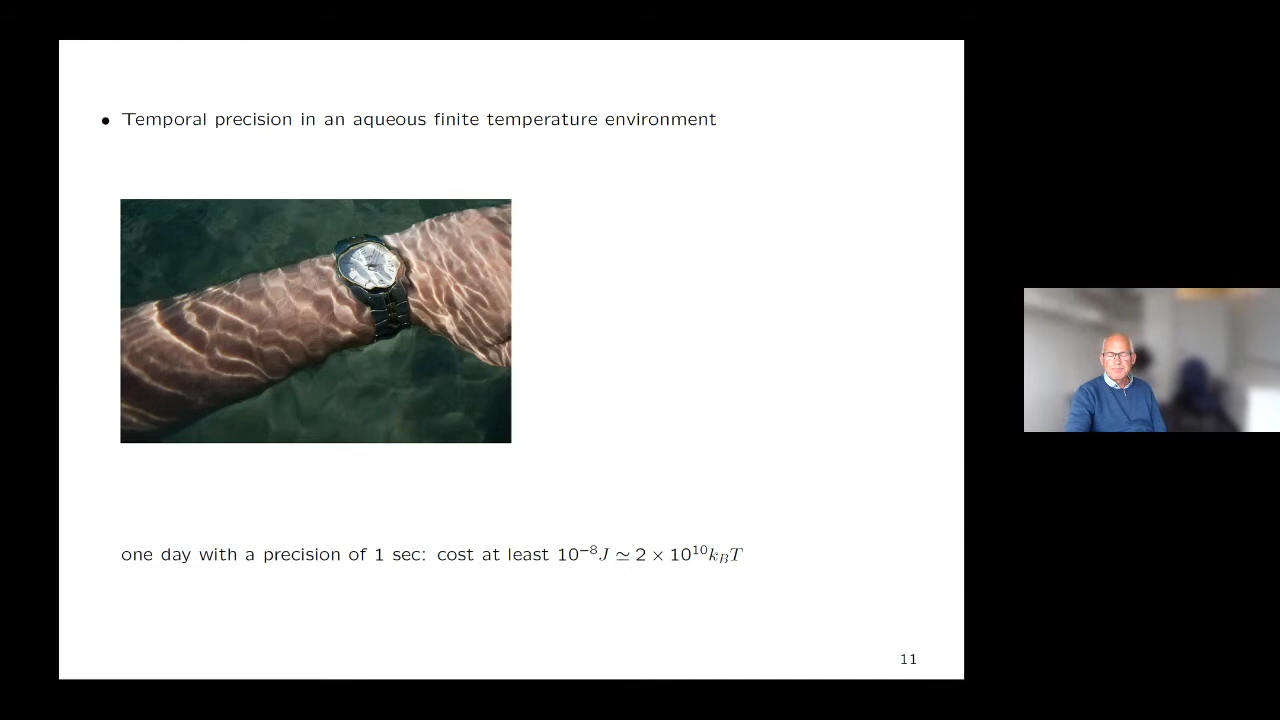 • Temporal precision in an aqueous finite temperature environment
one day with a precision of 1 sec: cost at least 10⁻⁸J ≃ 2 × 10¹⁰k_BT
11